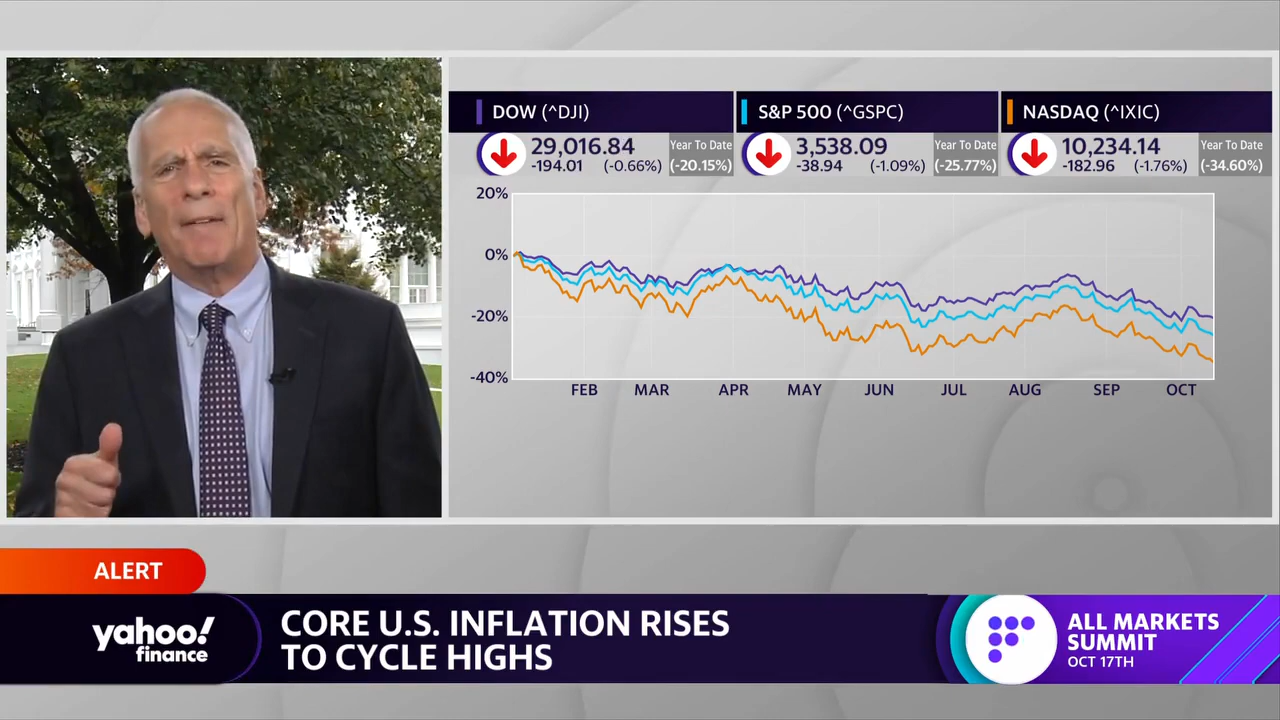 DOW (^DJI)
29,016.84
-194.01 (-0.66%)
Year To Date
(-20.15%)
S&P 500 (^GSPC)
3,538.09
-38.94 (-1.09%)
Year To Date
(-25.77%)
NASDAQ (^IXIC)
10,234.14
-182.96 (-1.76%)
Year To Date
(-34.60%)
20%
0%
-20%
-40%
FEB MAR APR MAY JUN JUL AUG SEP OCT
ALERT
yahoo!
finance
CORE U.S. INFLATION RISES
TO CYCLE HIGHS
ALL MARKETS
SUMMIT
OCT 17TH